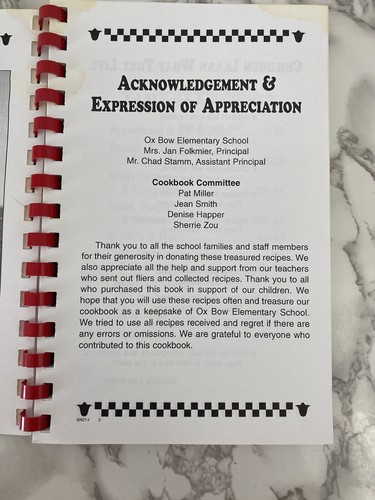 ACKNOWLEDGEMENT &
EXPRESSION OF APPRECIATION
Ox Bow Elementary School
Mrs. Jan Folkmier, Principal
Mr. Chad Stamm, Assistant Principal
Cookbook Committee
Pat Miller
Jean Smith
Denise Happer
Sherrie Zou
Thank you to all the school families and staff members
for their generosity in donating these treasured recipes. We
also appreciate all the help and support from our teachers
who sent out fliers and collected recipes. Thank you to all
who purchased this book in support of our children. We
hope that you will use these recipes often and treasure our
cookbook as a keepsake of Ox Bow Elementary School.
We tried to use all recipes received and regret if there are
any errors or omissions. We are grateful to everyone who
contributed to this cookbook.